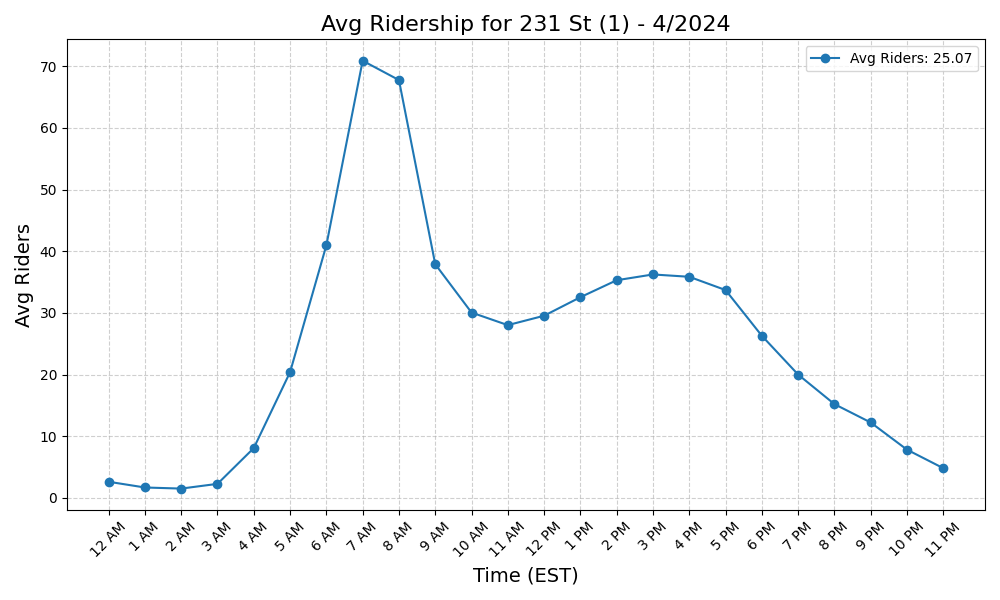 Avg Ridership for 231 St (1) - 4/2024
Avg Riders: 25.07
Avg Riders
70
60
50
40
30
20
10
0
12 AM
1 AM
2 AM
3 AM
4 AM
5 AM
6 AM
7 AM
8 AM
9 AM
10 AM
11 AM
12 PM
1 PM
2 PM
3 PM
4 PM
5 PM
6 PM
7 PM
8 PM
9 PM
10 PM
11 PM
Time (EST)